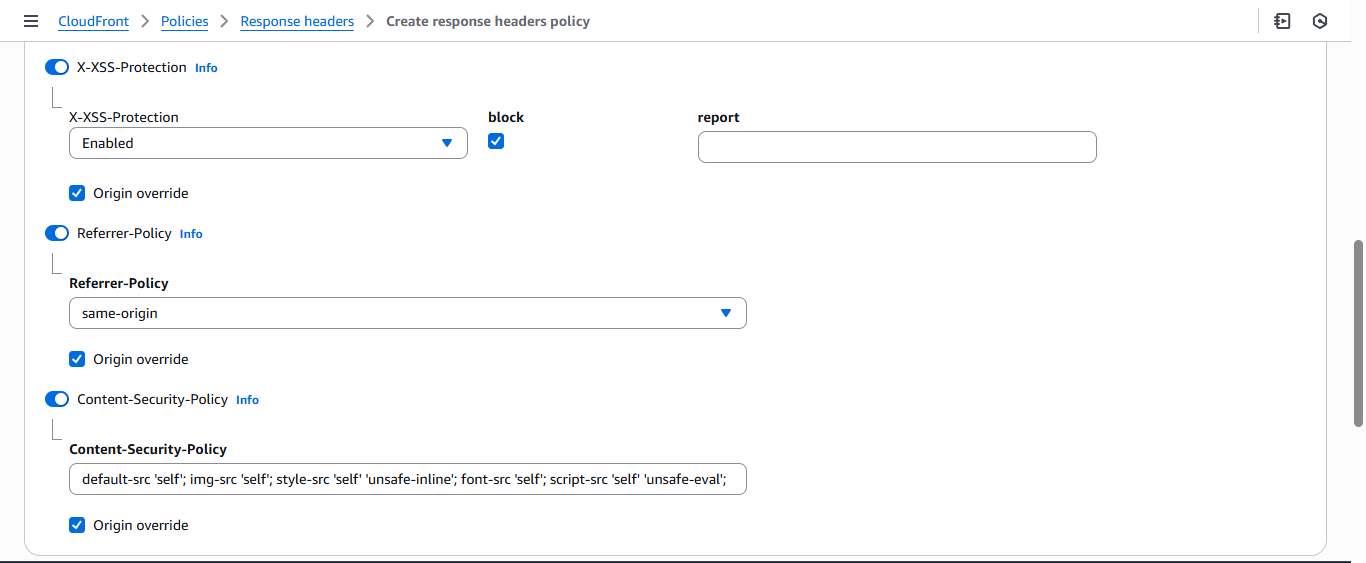 CloudFront > Policies > Response headers > Create response headers policy
X-XSS-Protection Info
X-XSS-Protection block report
Enabled
Origin override
Referrer-Policy Info
Referrer-Policy
same-origin
Origin override
Content-Security-Policy Info
Content-Security-Policy
default-src 'self'; img-src 'self'; style-src 'self' 'unsafe-inline'; font-src 'self'; script-src 'self' 'unsafe-eval';
Origin override